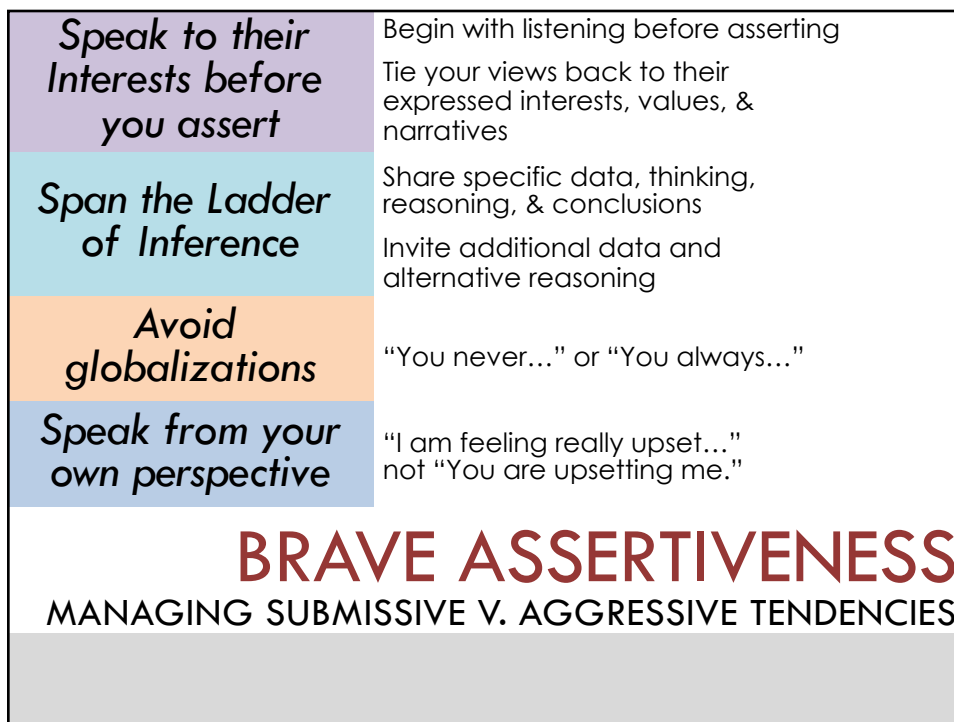 Speak to their
Interests before
you assert
Begin with listening before asserting
Tie your views back to their
expressed interests, values, &
narratives
Span the Ladder
of Inference
Share specific data, thinking,
reasoning, & conclusions
Invite additional data and
alternative reasoning
Avoid
globalizations
“You never…” or “You always…”
Speak from your
own perspective
“I am feeling really upset…”
not “You are upsetting me.”
BRAVE ASSERTIVENESS
MANAGING SUBMISSIVE V. AGGRESSIVE TENDENCIES